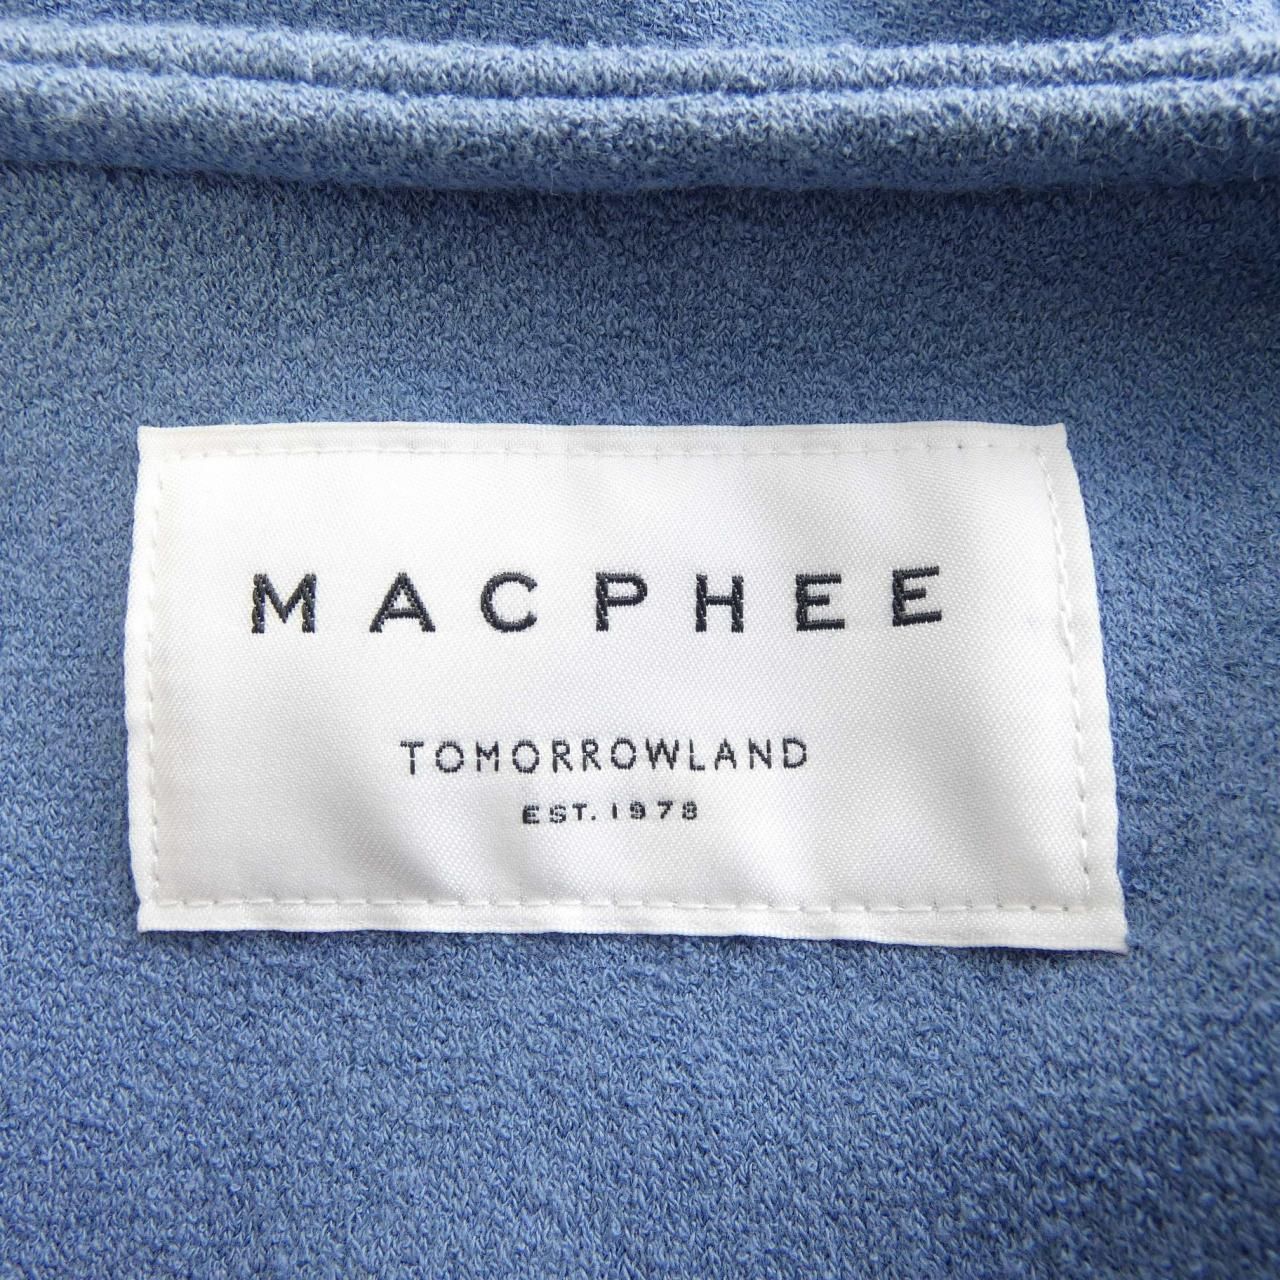 MACPHEE
TOMORROWLAND
EST. 1978